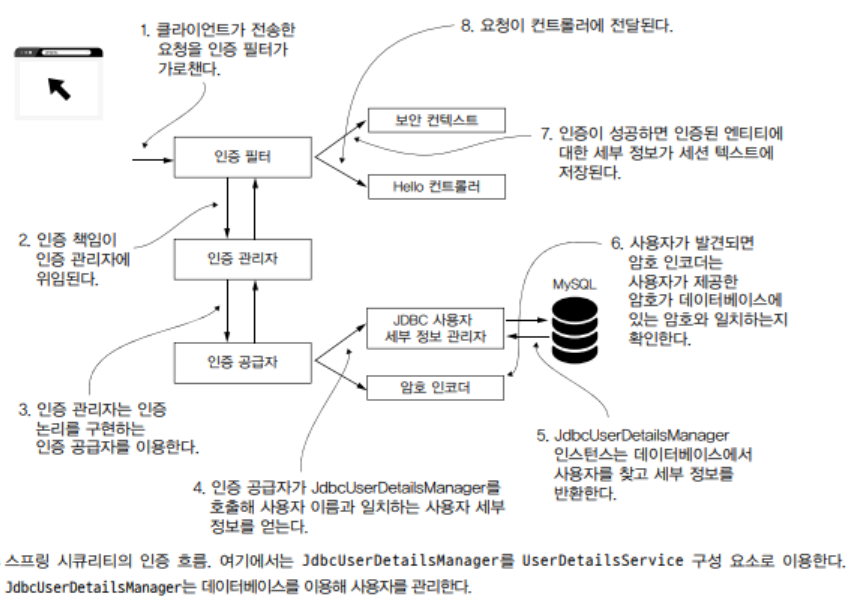 1. 클라이언트가 전송한
요청을 인증 필터가
가로챈다.
8. 요청이 컨트롤러에 전달된다.
보안 컨텍스트
인증 필터
7. 인증이 성공하면 인증된 엔티티에
대한 세부 정보가 세션 텍스트에
저장된다.
Hello 컨트롤러
2. 인증 책임이
인증 관리자에
위임된다.
인증 관리자
6. 사용자가 발견되면
암호 인코더는
사용자가 제공한
암호가 데이터베이스에
있는 암호와 일치하는지
확인한다.
MySQL
JDBC 사용자
세부 정보 관리자
인증 공급자
암호 인코더
3. 인증 관리자는 인증
논리를 구현하는
인증 공급자를 이용한다.
5. JdbcUserDetailsManager
인스턴스는 데이터베이스에서
사용자를 찾고 세부 정보를
반환한다.
4. 인증 공급자가 JdbcUserDetailsManager를
호출해 사용자 이름과 일치하는 사용자 세부
정보를 얻는다.
스프링 시큐리티의 인증 흐름. 여기에서는 JdbcUserDetailsManager를 UserDetailsService 구성 요소로 이용한다.
JdbcUserDetailsManager는 데이터베이스를 이용해 사용자를 관리한다.